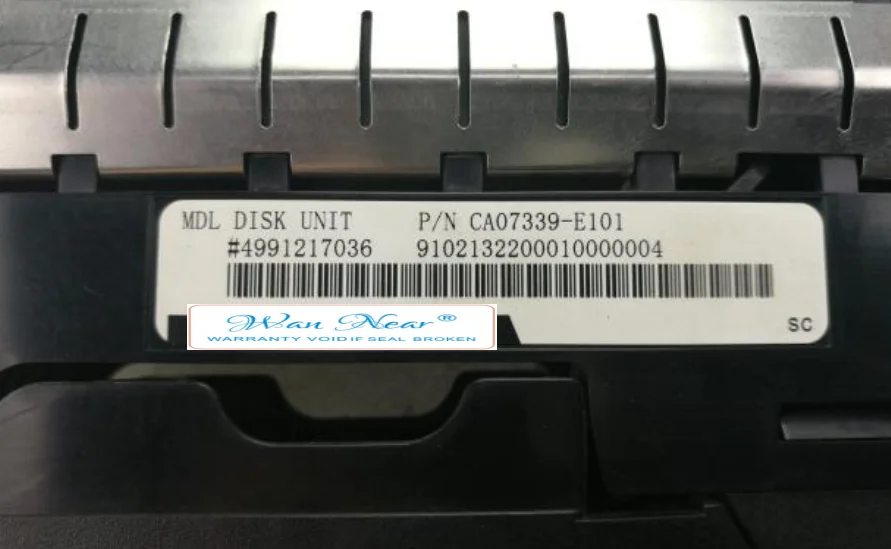 MDL DISK UNIT P/N CA07339-E101
#4991217036 9102132200010000004
Wan Near®
WARRANTY VOID IF SEAL BROKEN
SC